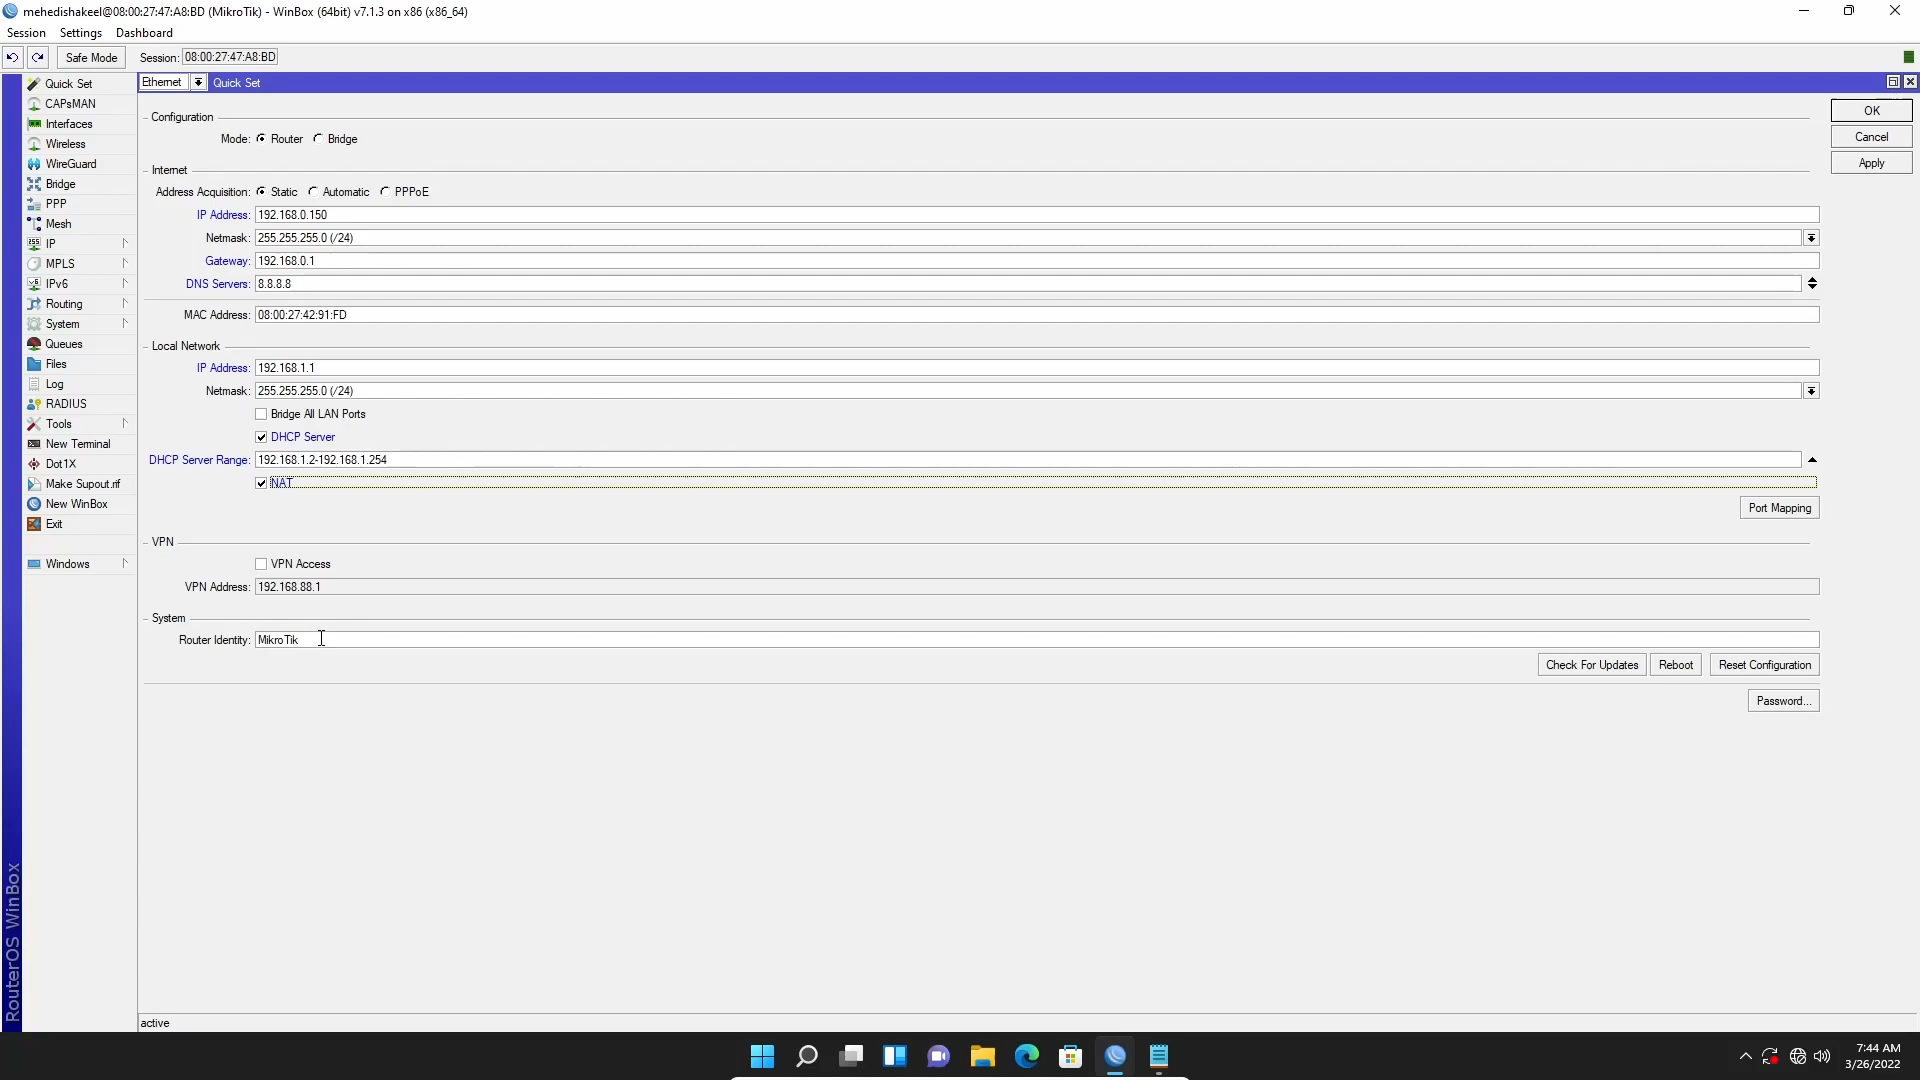 mehedishakeel@08:00:27:47:A8:BD (MikroTik) - WinBox (64bit) v7.1.3 on x86 (x86_64)
Session Settings Dashboard
Safe Mode Session: 08:00:27:47:A8:BD
Ethernet Quick Set
Quick Set
CAPsMAN
Interfaces
Wireless
WireGuard
Bridge
PPP
Mesh
IP
MPLS
IPv6
Routing
System
Queues
Files
Log
RADIUS
Tools
New Terminal
Dot1X
Make Supout.rif
New WinBox
Exit
Windows
RouterOS WinBox
Configuration
Mode: Router Bridge
Internet
Address Acquisition: Static Automatic PPPoE
IP Address: 192.168.0.150
Netmask: 255.255.255.0 (/24)
Gateway: 192.168.0.1
DNS Servers: 8.8.8.8
MAC Address: 08:00:27:42:91:FD
Local Network
IP Address: 192.168.1.1
Netmask: 255.255.255.0 (/24)
Bridge All LAN Ports
DHCP Server
DHCP Server Range: 192.168.1.2-192.168.1.254
NAT
Port Mapping
VPN
VPN Access
VPN Address: 192.168.88.1
System
Router Identity: MikroTik
Check For Updates Reboot Reset Configuration
Password...
OK
Cancel
Apply
active
7:44 AM
3/26/2022